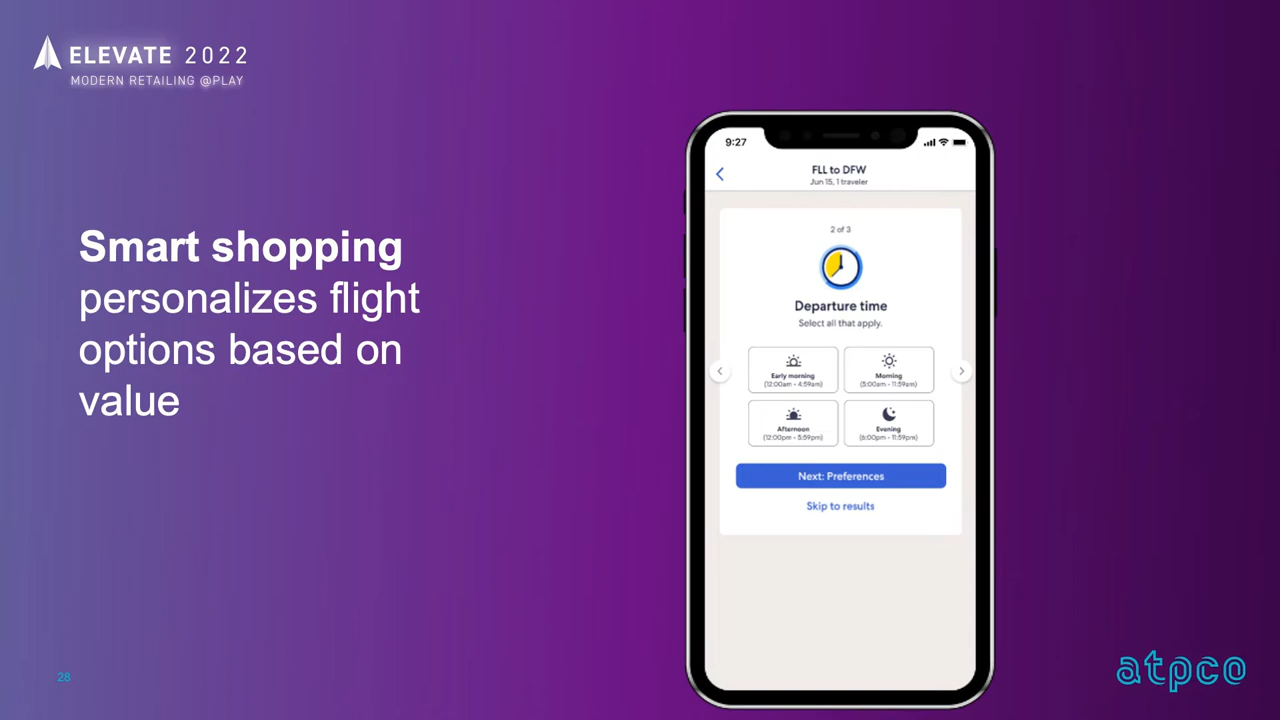 ELEVATE 2022
MODERN RETAILING @PLAY
Smart shopping
personalizes flight
options based on
value
9:27
FLL to DFW
Jun 15, 1 traveler
2 of 3
Departure time
Select all that apply.
Early morning
(12:00am - 4:59am)
Morning
(5:00am - 11:59am)
Afternoon
(12:00pm - 5:59pm)
Evening
(6:00pm - 11:59pm)
Next: Preferences
Skip to results
28
atpco